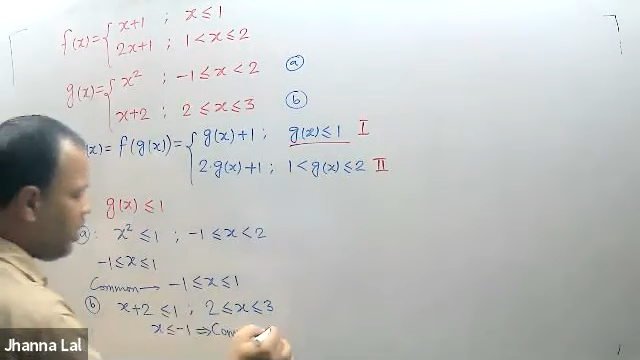 f(x)= { x+1 ; x ≤ 1
2x+1 ; 1 < x ≤ 2
g(x)= { x² ; -1 ≤ x < 2 ⓐ
x+2 ; 2 ≤ x ≤ 3 ⓑ
(x) = f(g(x)) = { g(x)+1 ; g(x) ≤ 1 I
2·g(x)+1 ; 1 < g(x) ≤ 2 II
g(x) ≤ 1
ⓐ: x² ≤ 1 ; -1 ≤ x < 2
-1 ≤ x ≤ 1
Common → -1 ≤ x ≤ 1
ⓑ x+2 ≤ 1 ; 2 ≤ x ≤ 3
x ≤ -1 ⇒ Com
Jhanna Lal